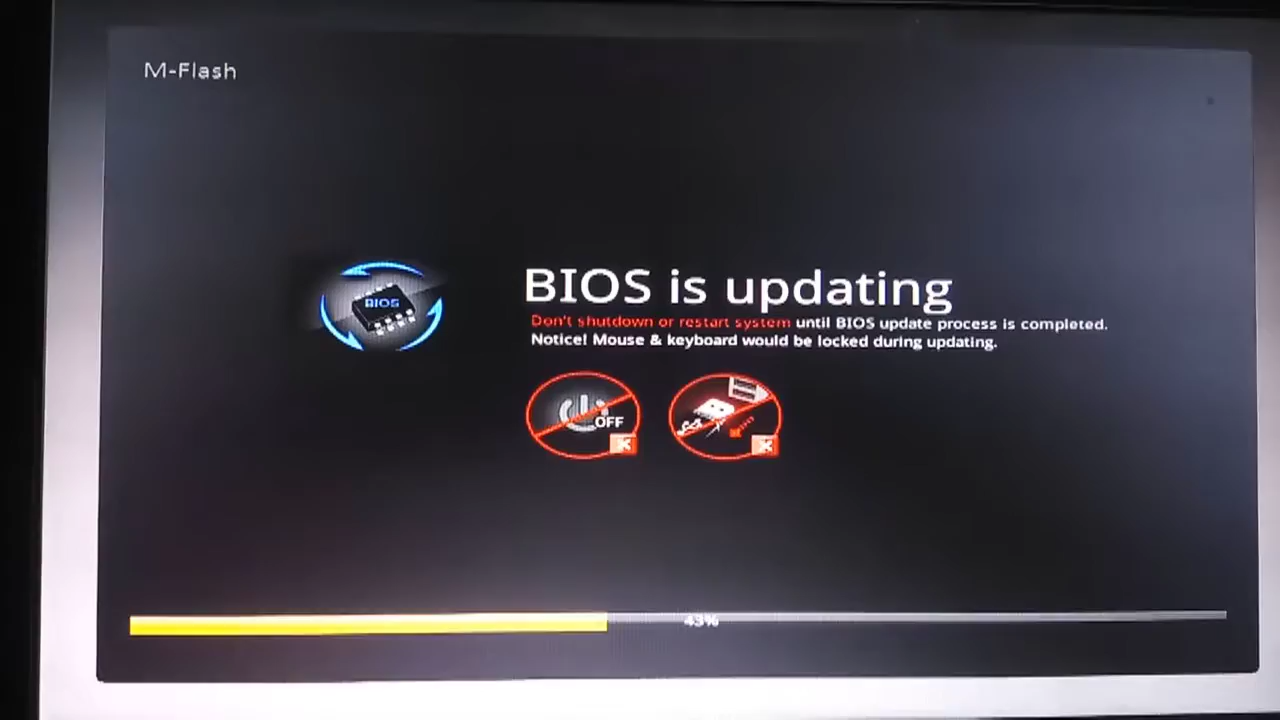 M-Flash
BIOS
BIOS is updating
Don't shutdown or restart system until BIOS update process is completed.
Notice! Mouse & keyboard would be locked during updating.
OFF
43%